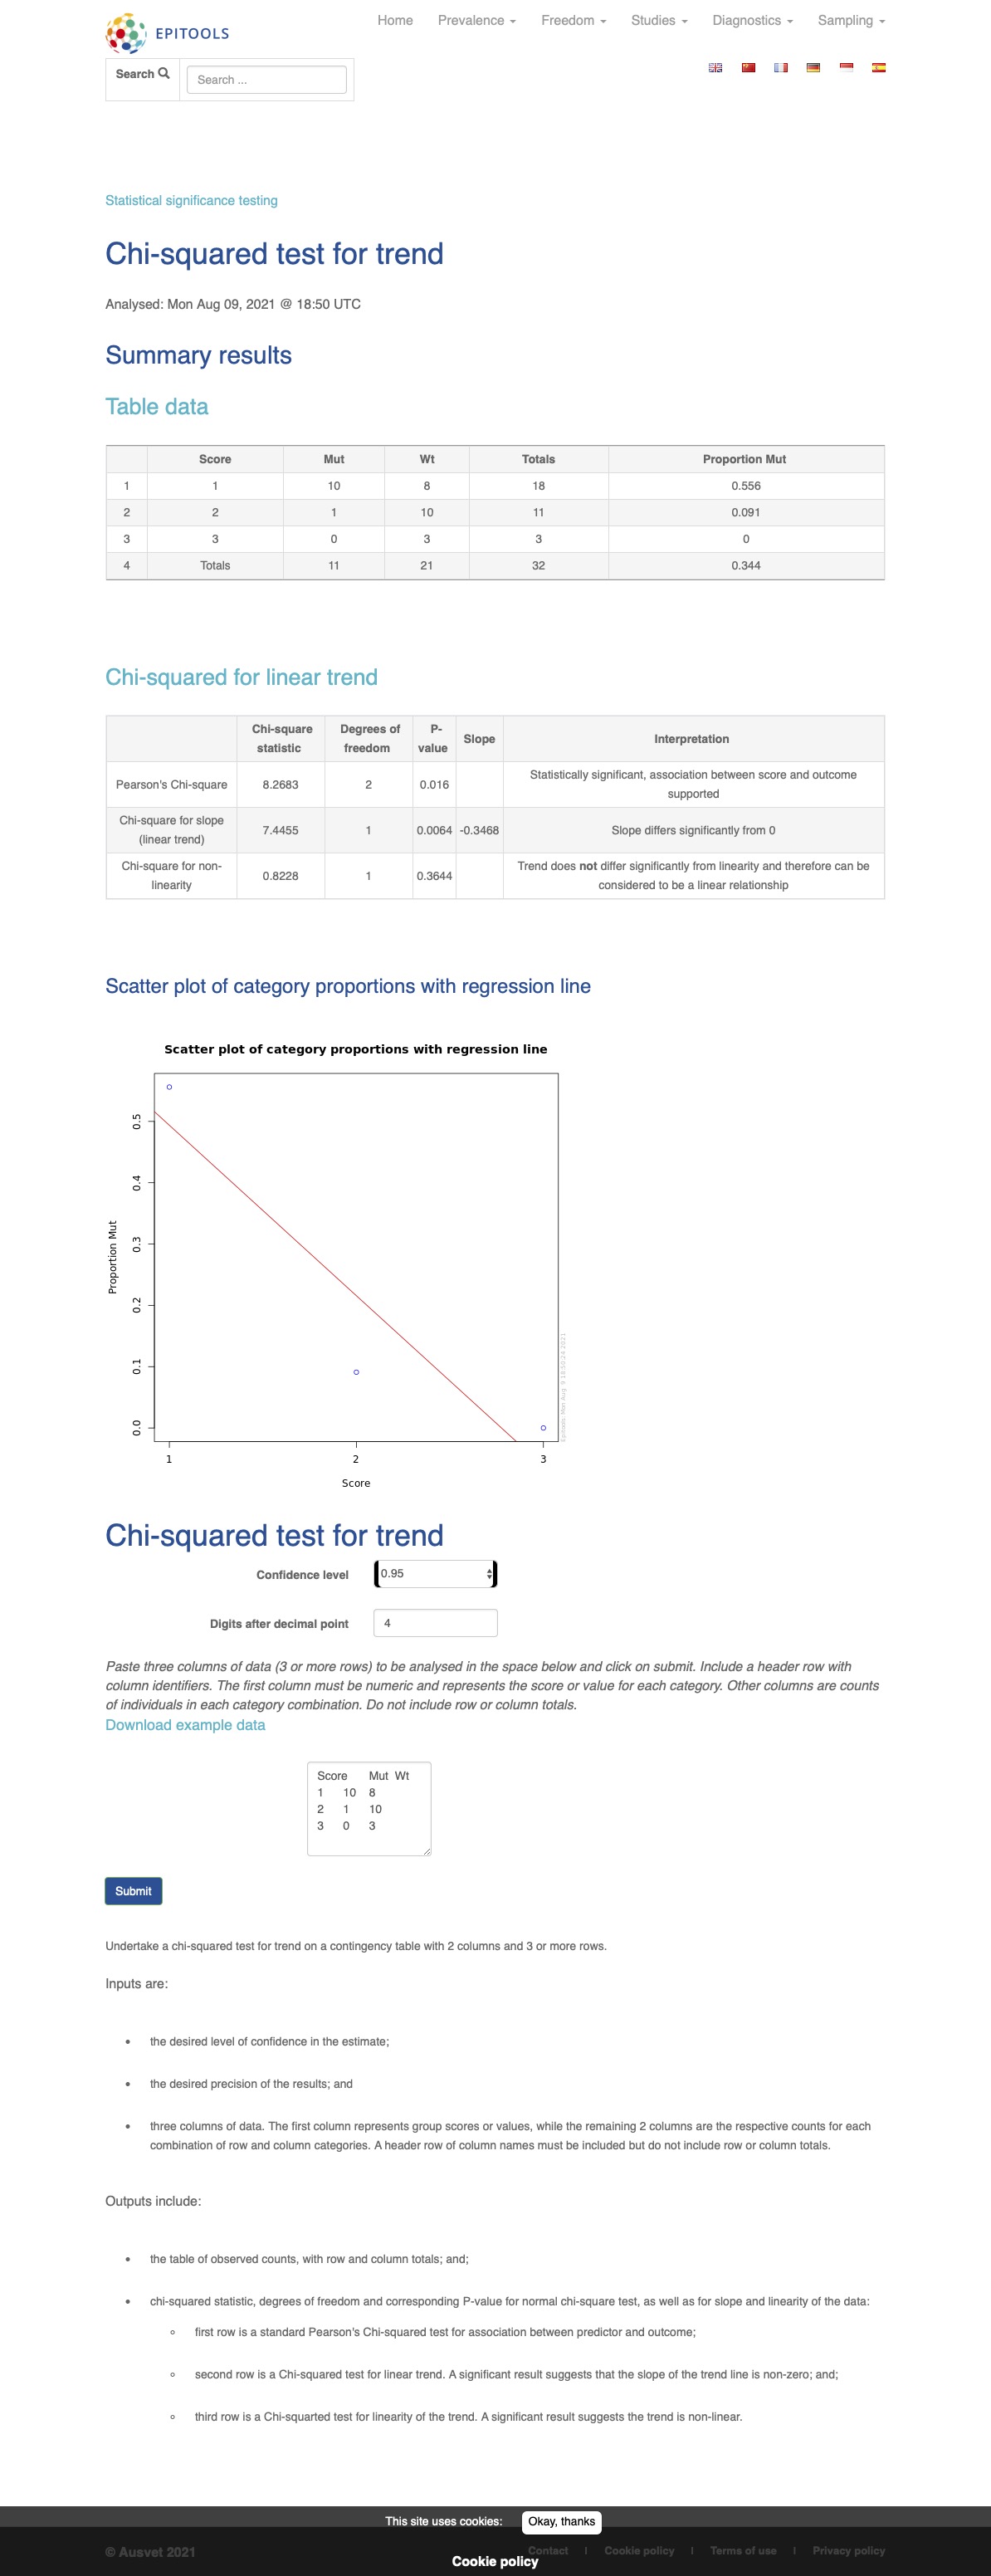 EPITOOLS
Home Prevalence Freedom Studies Diagnostics Sampling
Search Search ...
Statistical significance testing
Chi-squared test for trend
Analysed: Mon Aug 09, 2021 @ 18:50 UTC
Summary results
Table data
Score Mut Wt Totals Proportion Mut
1 1 10 8 18 0.556
2 2 1 10 11 0.091
3 3 0 3 3 0
4 Totals 11 21 32 0.344
Chi-squared for linear trend
Chi-square statistic Degrees of freedom P-value Slope Interpretation
Pearson's Chi-square 8.2683 2 0.016 Statistically significant, association between score and outcome supported
Chi-square for slope (linear trend) 7.4455 1 0.0064 -0.3468 Slope differs significantly from 0
Chi-square for non-linearity 0.8228 1 0.3644 Trend does not differ significantly from linearity and therefore can be considered to be a linear relationship
Scatter plot of category proportions with regression line
Scatter plot of category proportions with regression line
Proportion Mut
0.5
0.4
0.3
0.2
0.1
0.0
1 2 3
Score
Epitools: Mon Aug 9 18:50:24 2021
Chi-squared test for trend
Confidence level 0.95
Digits after decimal point 4
Paste three columns of data (3 or more rows) to be analysed in the space below and click on submit. Include a header row with
column identifiers. The first column must be numeric and represents the score or value for each category. Other columns are counts
of individuals in each category combination. Do not include row or column totals.
Download example data
Score Mut Wt
1 10 8
2 1 10
3 0 3
Submit
Undertake a chi-squared test for trend on a contingency table with 2 columns and 3 or more rows.
Inputs are:
the desired level of confidence in the estimate;
the desired precision of the results; and
three columns of data. The first column represents group scores or values, while the remaining 2 columns are the respective counts for each
combination of row and column categories. A header row of column names must be included but do not include row or column totals.
Outputs include:
the table of observed counts, with row and column totals; and;
chi-squared statistic, degrees of freedom and corresponding P-value for normal chi-square test, as well as for slope and linearity of the data:
first row is a standard Pearson's Chi-squared test for association between predictor and outcome;
second row is a Chi-squared test for linear trend. A significant result suggests that the slope of the trend line is non-zero; and;
third row is a Chi-squarted test for linearity of the trend. A significant result suggests the trend is non-linear.
This site uses cookies: Okay, thanks
© Ausvet 2021 Contact | Cookie policy | Terms of use | Privacy policy
Cookie policy